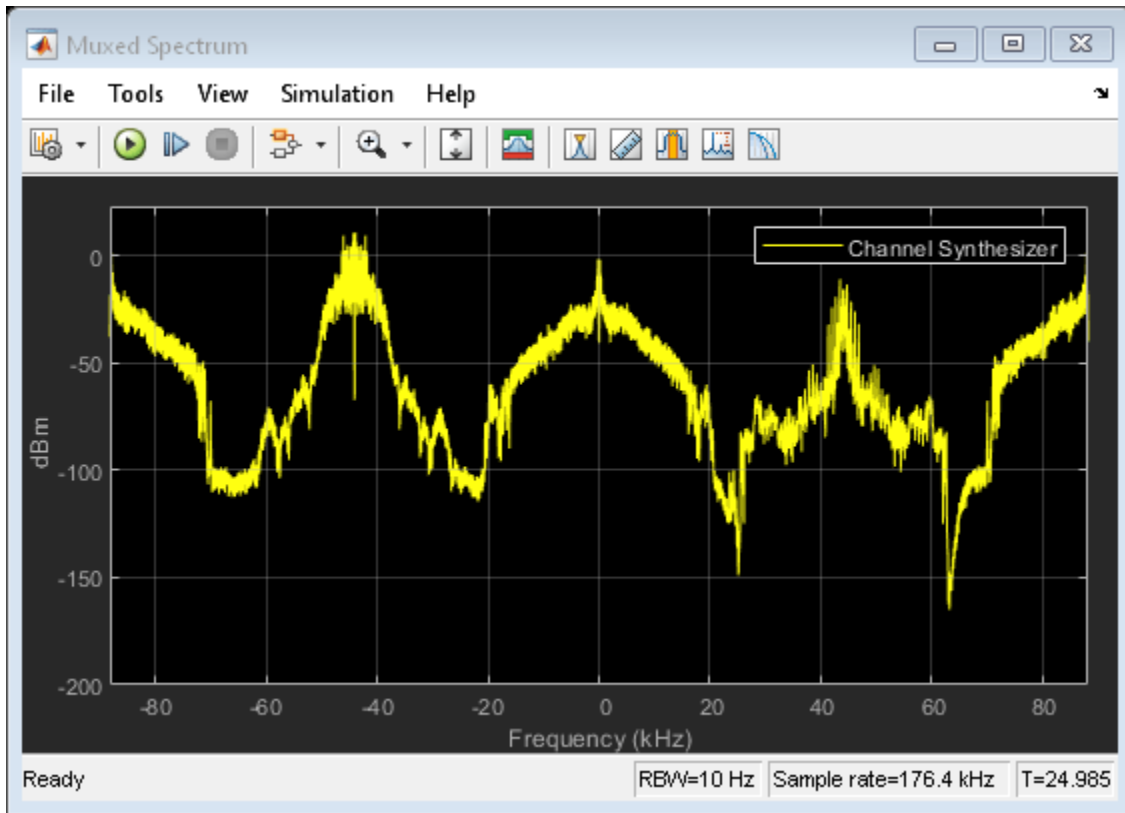 Muxed Spectrum
File Tools View Simulation Help
Channel Synthesizer
0
-50
-100
-150
-200
dBm
-80 -60 -40 -20 0 20 40 60 80
Frequency (kHz)
Ready RBW=10 Hz Sample rate=176.4 kHz T=24.985